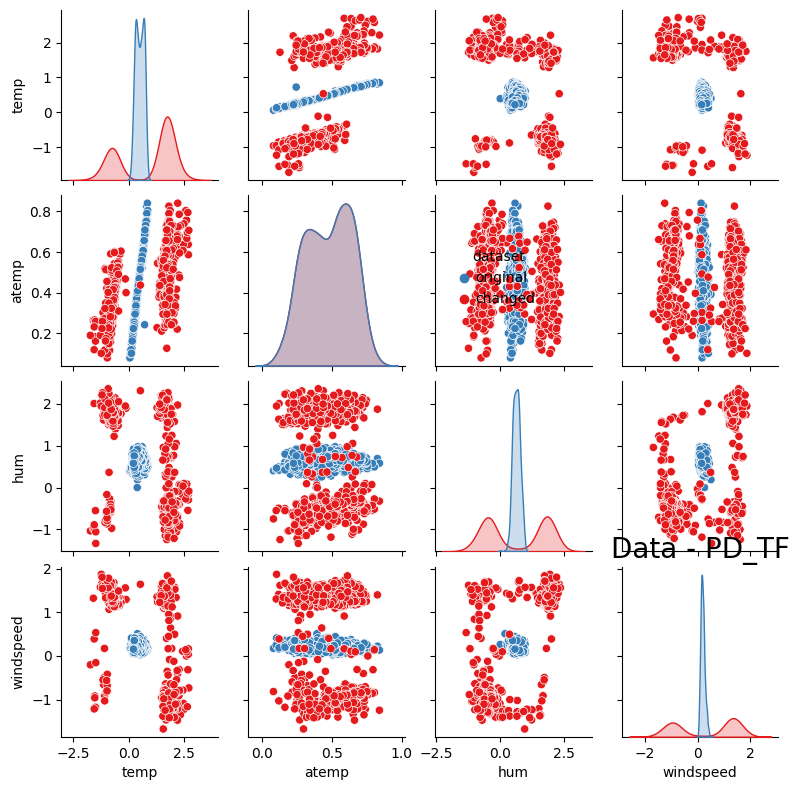 temp
2
1
0
−1
atemp
0.8
0.6
0.4
0.2
dataset
original
changed
hum
2
1
0
−1
Data - PD_TF
windspeed
2
1
0
−1
−2.5 0.0 2.5
0.0 0.5 1.0
−2.5 0.0 2.5
−2 0 2
temp
atemp
hum
windspeed